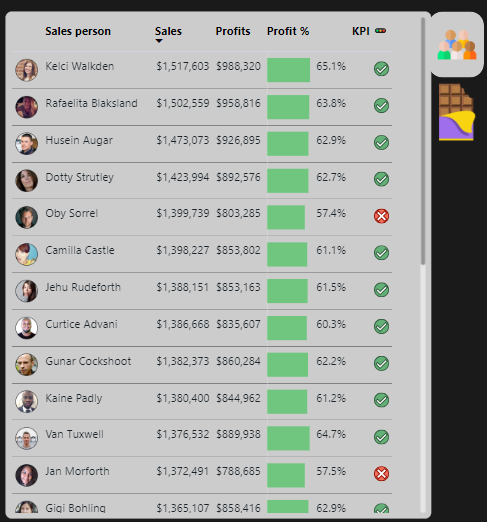 Sales person Sales Profits Profit % KPI
Kelci Walkden $1,517,603 $988,320 65.1%
Rafaelita Blaksland $1,502,559 $958,816 63.8%
Husein Augar $1,473,073 $926,895 62.9%
Dotty Strutley $1,423,994 $892,576 62.7%
Oby Sorrel $1,399,739 $803,285 57.4%
Camilla Castle $1,398,227 $853,802 61.1%
Jehu Rudeforth $1,388,151 $853,163 61.5%
Curtice Advani $1,386,668 $835,607 60.3%
Gunar Cockshoot $1,382,373 $860,284 62.2%
Kaine Padly $1,380,400 $844,962 61.2%
Van Tuxwell $1,376,532 $889,938 64.7%
Jan Morforth $1,372,491 $788,685 57.5%
Gigi Bohling $1,365,107 $858,416 62.9%